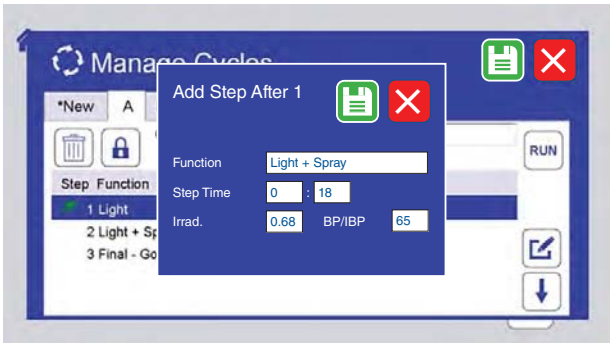 Manage Cycles
Add Step After 1
*New A
RUN
Function Light + Spray
Step Time 0 : 18
Irrad. 0.68 BP/IBP 65
Step Function
1 Light
2 Light + Sp
3 Final - Go